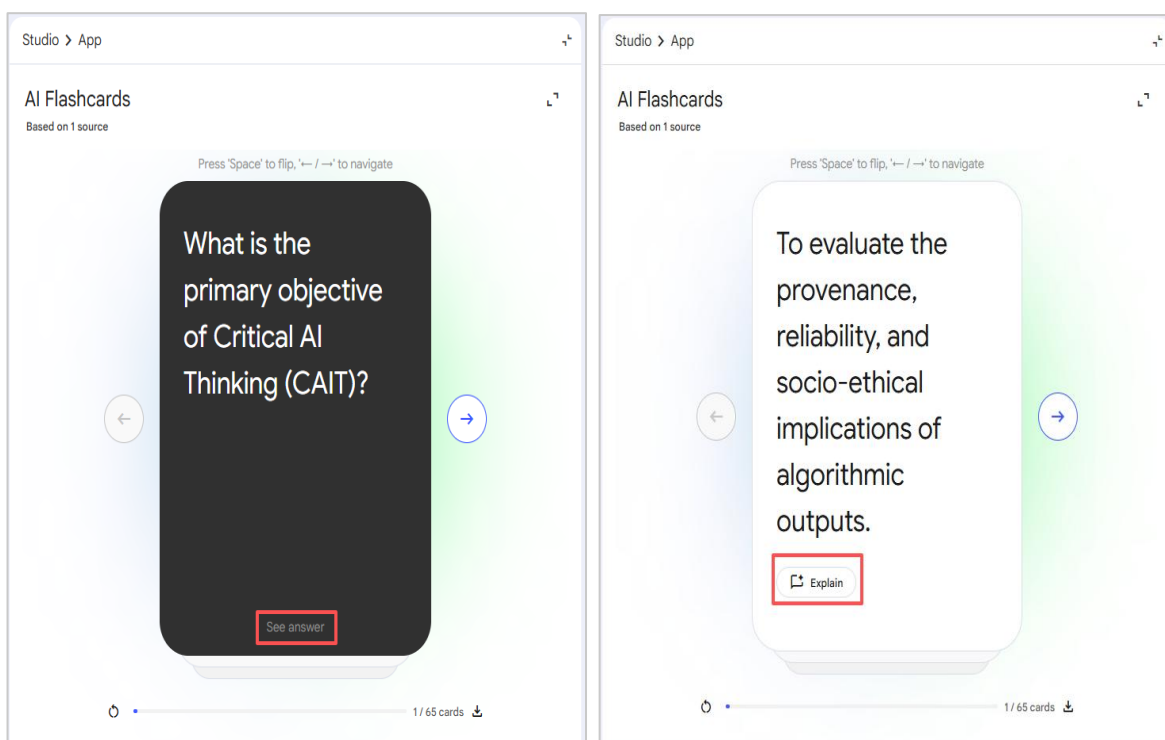 Studio > App
AI Flashcards
Based on 1 source
Press 'Space' to flip, '← / →' to navigate
What is the
primary objective
of Critical AI
Thinking (CAIT)?
See answer
1 / 65 cards
Studio > App
AI Flashcards
Based on 1 source
Press 'Space' to flip, '← / →' to navigate
To evaluate the
provenance,
reliability, and
socio-ethical
implications of
algorithmic
outputs.
Explain
1 / 65 cards